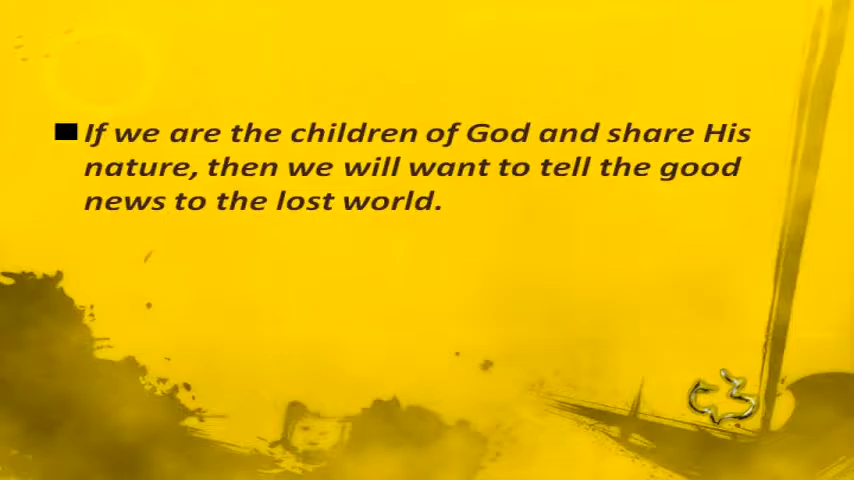 If we are the children of God and share His
nature, then we will want to tell the good
news to the lost world.